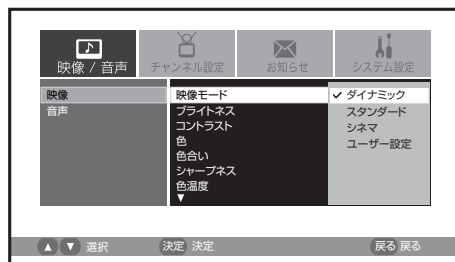 映像 / 音声
チャンネル設定
お知らせ
システム設定
映像
音声
映像モード
ブライトネス
コントラスト
色
色合い
シャープネス
色温度
▼
✓ ダイナミック
スタンダード
シネマ
ユーザー設定
▲ ▼ 選択
決定 決定
戻る 戻る